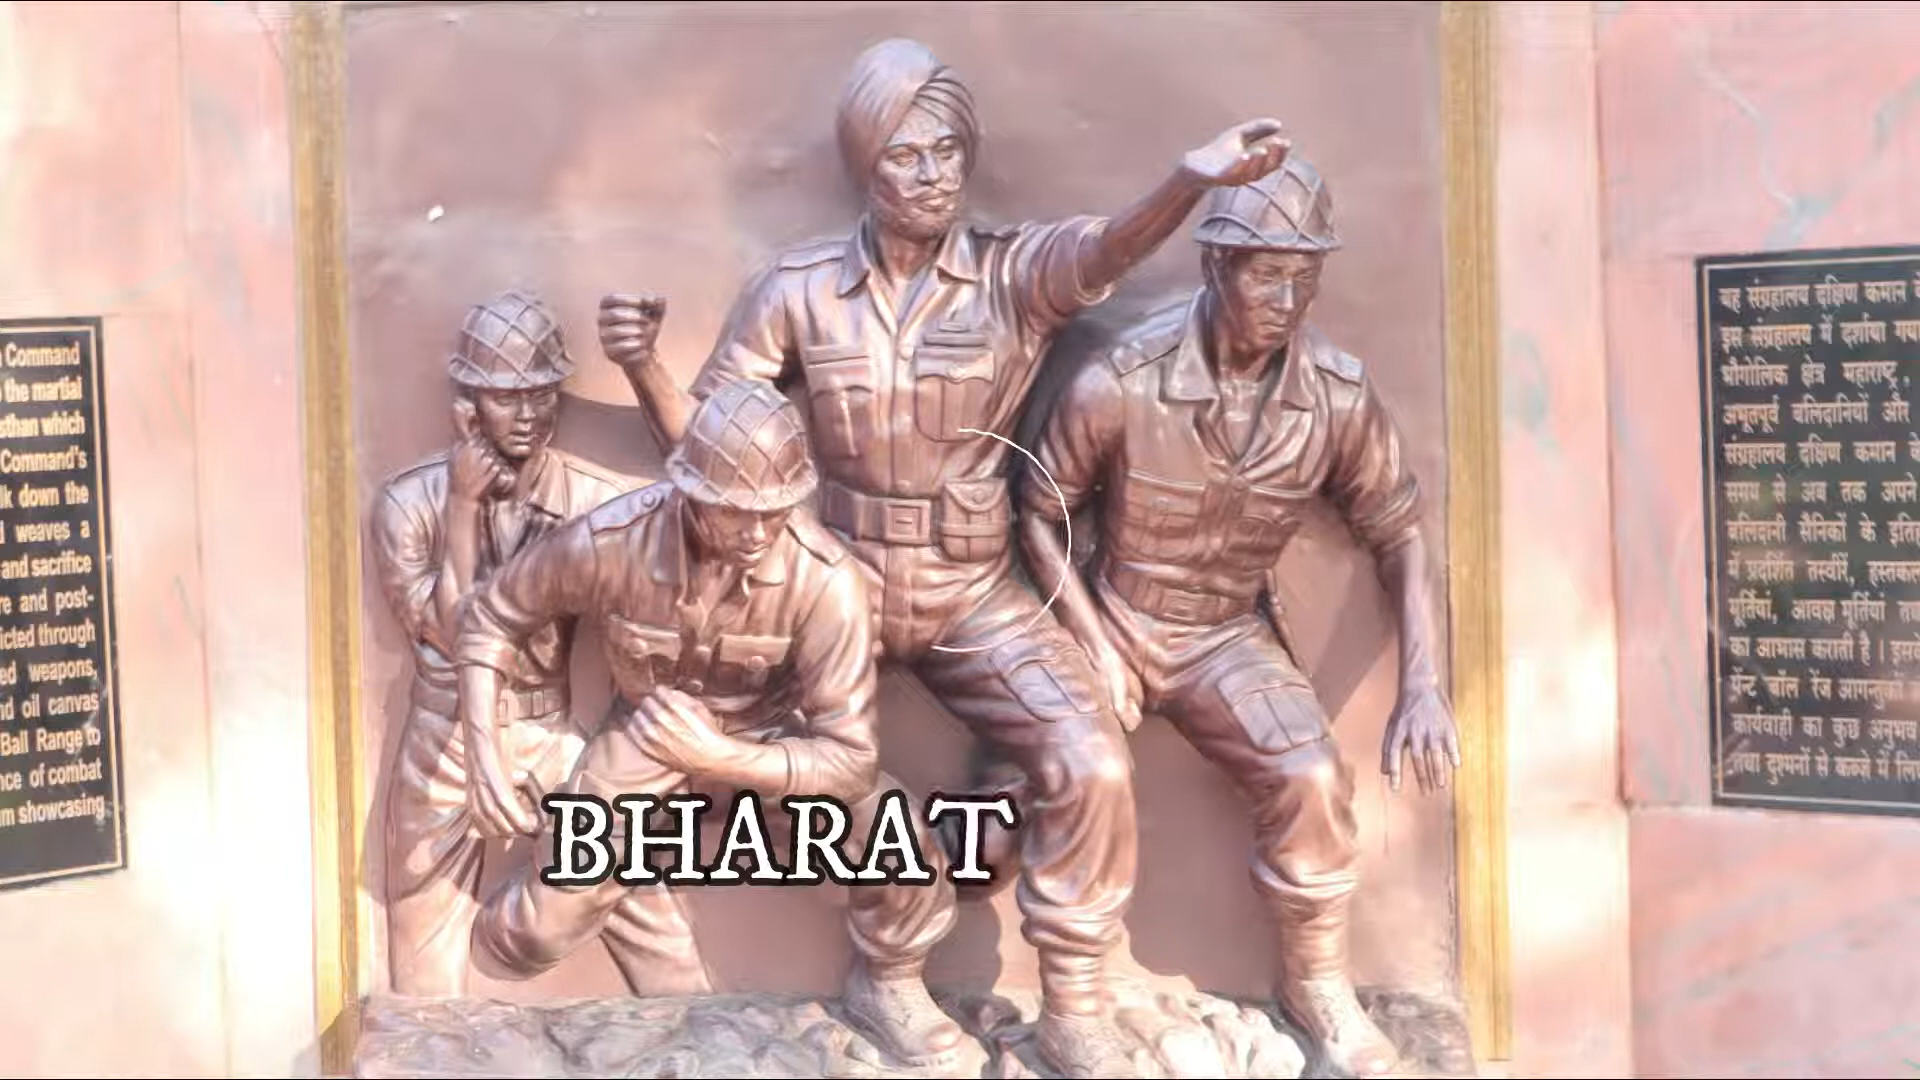 Command
the martial
sthan which
Command's
lk down the
weaves a
and sacrifice
re and post-
icted through
ed weapons,
nd oil canvas
Ball Range to
nce of combat
m showcasing
BHARAT
यह संग्रहालय दक्षिण कमान
इस संग्रहालय में दर्शाया गया
भौगोलिक क्षेत्र महाराष्ट्र,
अभूतपूर्व बलिदानियों और
संग्रहालय दक्षिण कमान के
समय से अब तक अपने
बलिदानी सैनिकों के इतिह
में प्रदर्शित तस्वीरें, हस्तकल
मूर्तियां, आवक्ष मूर्तियां तथ
का आभास कराती है । इसके
पेन्ट बॉल रेंज आगन्तुकों
कार्यवाही का कुछ अनुभव
तथा दुश्मनों से कब्जे में लि